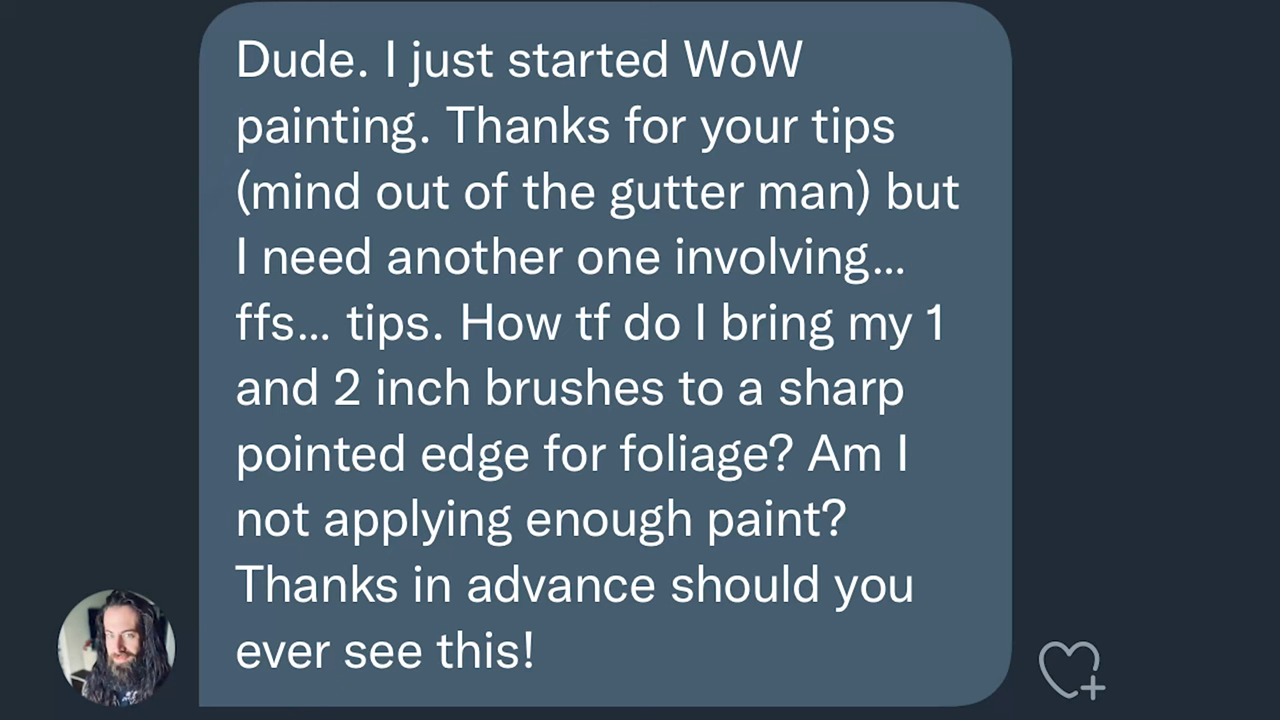 Dude. I just started WoW
painting. Thanks for your tips
(mind out of the gutter man) but
I need another one involving...
ffs... tips. How tf do I bring my 1
and 2 inch brushes to a sharp
pointed edge for foliage? Am I
not applying enough paint?
Thanks in advance should you
ever see this!